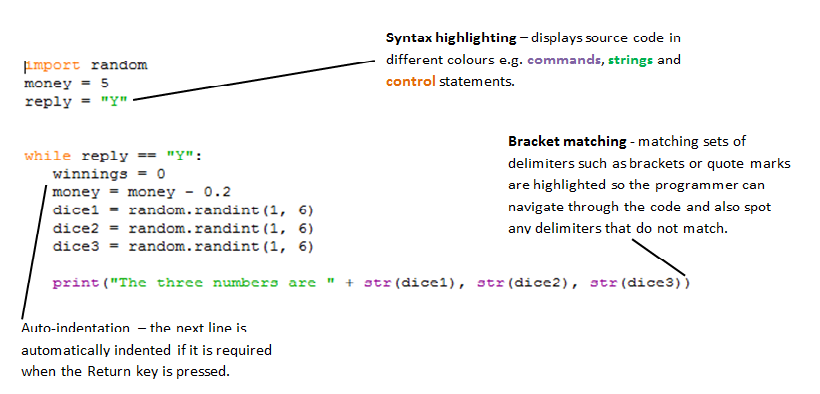 Syntax highlighting – displays source code in
different colours e.g. commands, strings and
control statements.
import random
money = 5
reply = "Y"
while reply == "Y":
winnings = 0
money = money - 0.2
dice1 = random.randint(1, 6)
dice2 = random.randint(1, 6)
dice3 = random.randint(1, 6)
print("The three numbers are " + str(dice1), str(dice2), str(dice3))
Bracket matching - matching sets of
delimiters such as brackets or quote marks
are highlighted so the programmer can
navigate through the code and also spot
any delimiters that do not match.
Auto-indentation – the next line is
automatically indented if it is required
when the Return key is pressed.